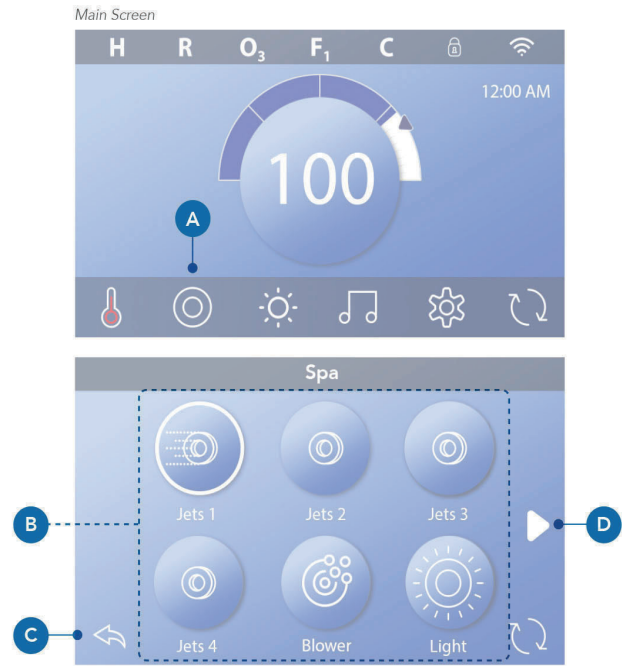 Main Screen
H R O₃ F₁ C
12:00 AM
100
A
Spa
Jets 1 Jets 2 Jets 3
B D
Jets 4 Blower Light
C